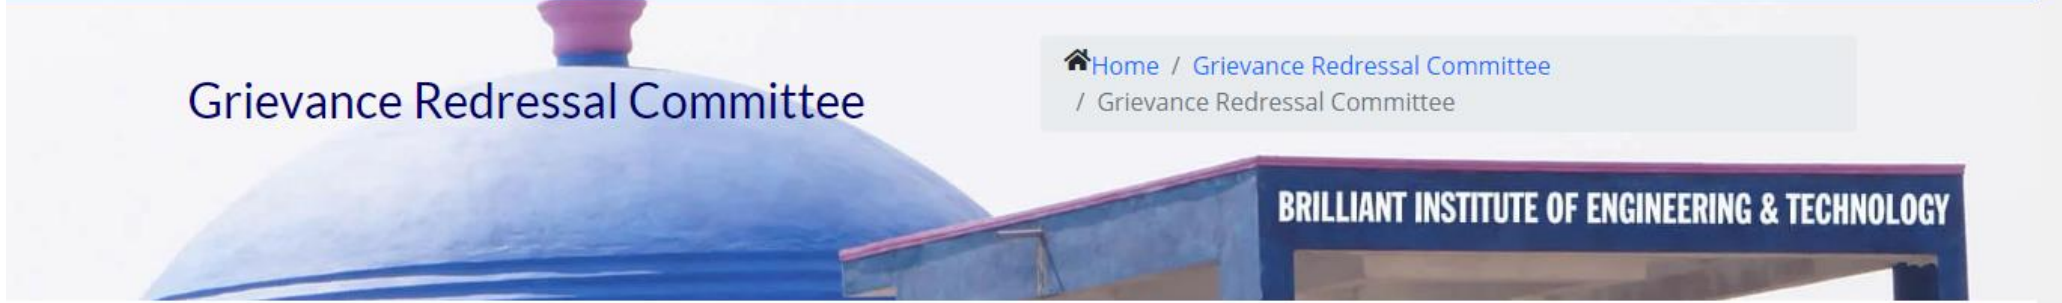 Grievance Redressal Committee
Home / Grievance Redressal Committee
/ Grievance Redressal Committee
BRILLIANT INSTITUTE OF ENGINEERING & TECHNOLOGY